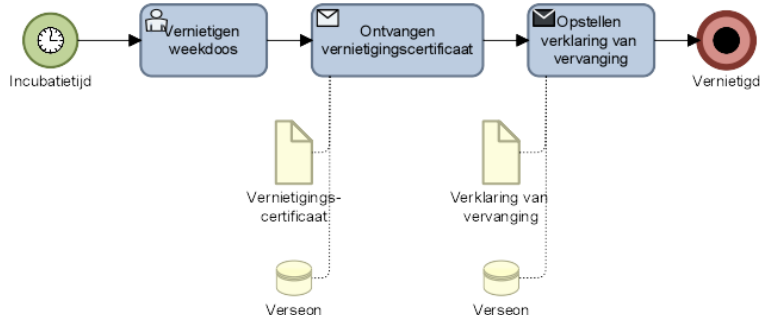 Vernietigen
weekdoos
Ontvangen
vernietigingscertificaat
Opstellen
verklaring van
vervanging
Incubatietijd
Vernietigd
Vernietigings-
certificaat
Verklaring van
vervanging
Verseon
Verseon